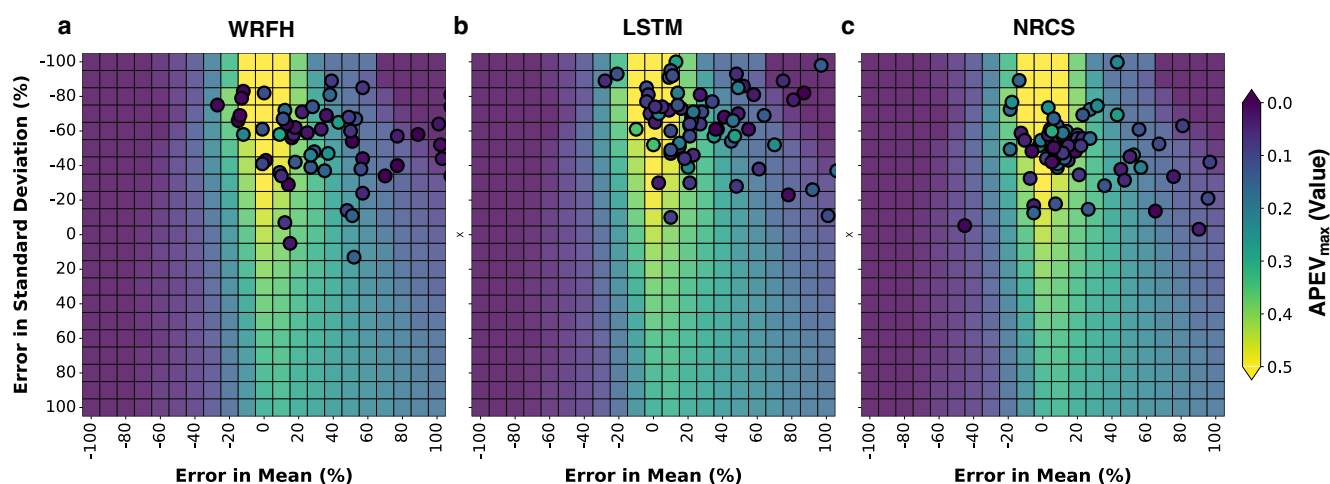 a WRFH b LSTM c NRCS
Error in Standard Deviation (%)
-100
-80
-60
-40
-20
0
20
40
60
80
100
x
x
0.0
0.1
0.2
0.3
0.4
0.5
APEVmax (Value)
-100 -80 -60 -40 -20 0 20 40 60 80 100
-100 -80 -60 -40 -20 0 20 40 60 80 100
-100 -80 -60 -40 -20 0 20 40 60 80 100
Error in Mean (%) Error in Mean (%) Error in Mean (%)